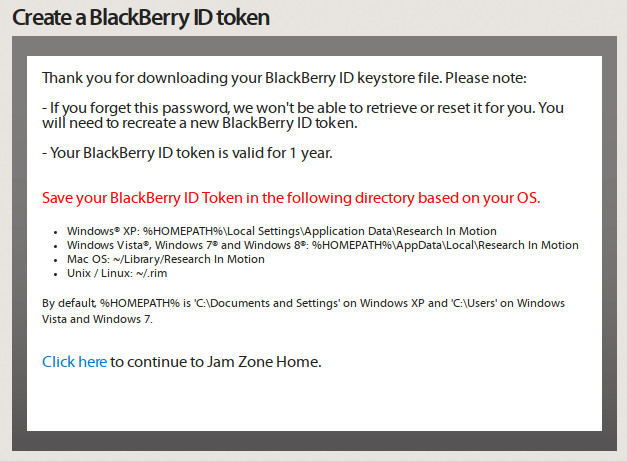 Create a BlackBerry ID token
Thank you for downloading your BlackBerry ID keystore file. Please note:
- If you forget this password, we won't be able to retrieve or reset it for you. You
will need to recreate a new BlackBerry ID token.
- Your BlackBerry ID token is valid for 1 year.
Save your BlackBerry ID Token in the following directory based on your OS.
• Windows® XP: %HOMEPATH%\Local Settings\Application Data\Research In Motion
• Windows Vista®, Windows 7® and Windows 8®: %HOMEPATH%\AppData\Local\Research In Motion
• Mac OS: ~/Library/Research In Motion
• Unix / Linux: ~/.rim
By default, %HOMEPATH% is 'C:\Documents and Settings' on Windows XP and 'C:\Users' on Windows
Vista and Windows 7.
Click here to continue to Jam Zone Home.